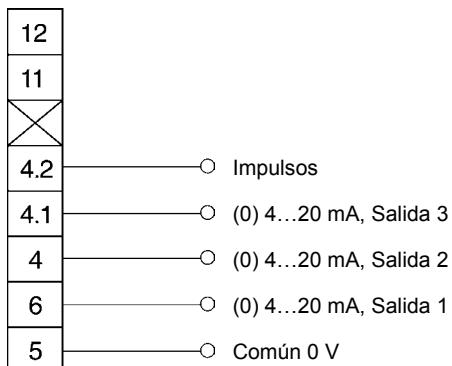 12
11
4.2 Impulsos
4.1 (0) 4…20 mA, Salida 3
4 (0) 4…20 mA, Salida 2
6 (0) 4…20 mA, Salida 1
5 Común 0 V